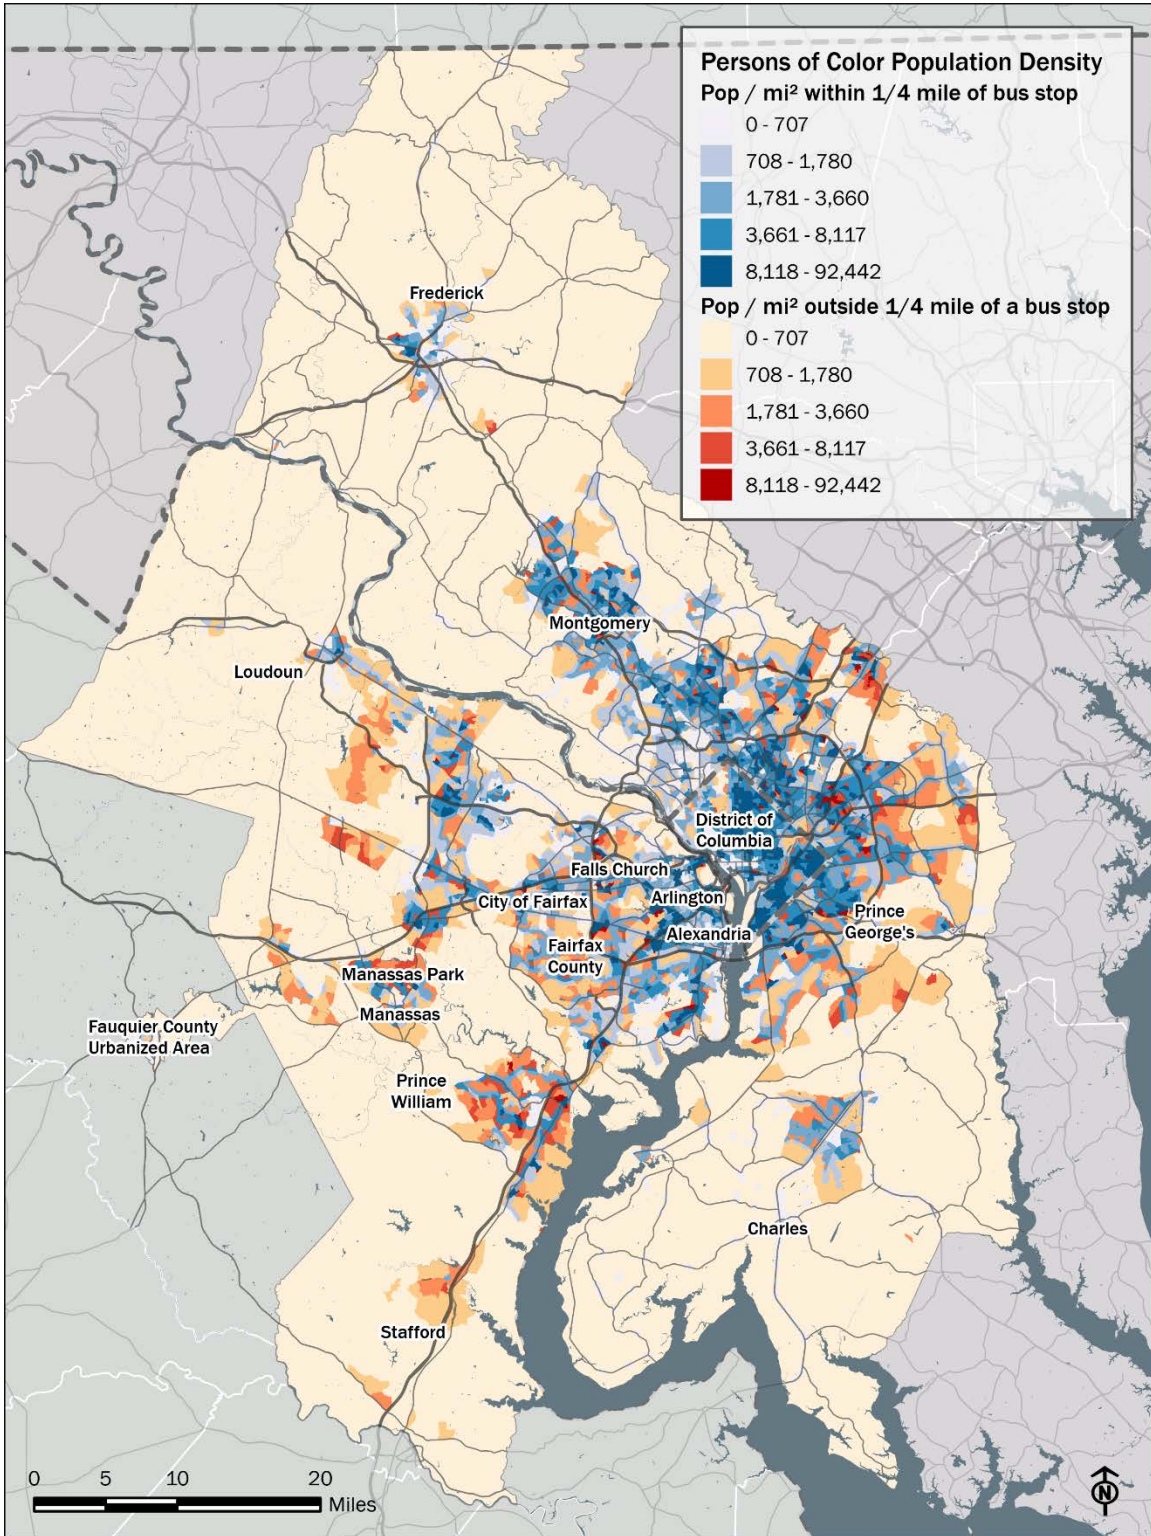 Persons of Color Population Density
Pop / mi² within 1/4 mile of bus stop
0 - 707
708 - 1,780
1,781 - 3,660
3,661 - 8,117
8,118 - 92,442
Pop / mi² outside 1/4 mile of a bus stop
0 - 707
708 - 1,780
1,781 - 3,660
3,661 - 8,117
8,118 - 92,442
Frederick
Montgomery
Loudoun
District of
Columbia
Falls Church
City of Fairfax
Arlington
Prince
George's
Alexandria
Fairfax
County
Manassas Park
Manassas
Fauquier County
Urbanized Area
Prince
William
Charles
Stafford
0 5 10 20
Miles
N